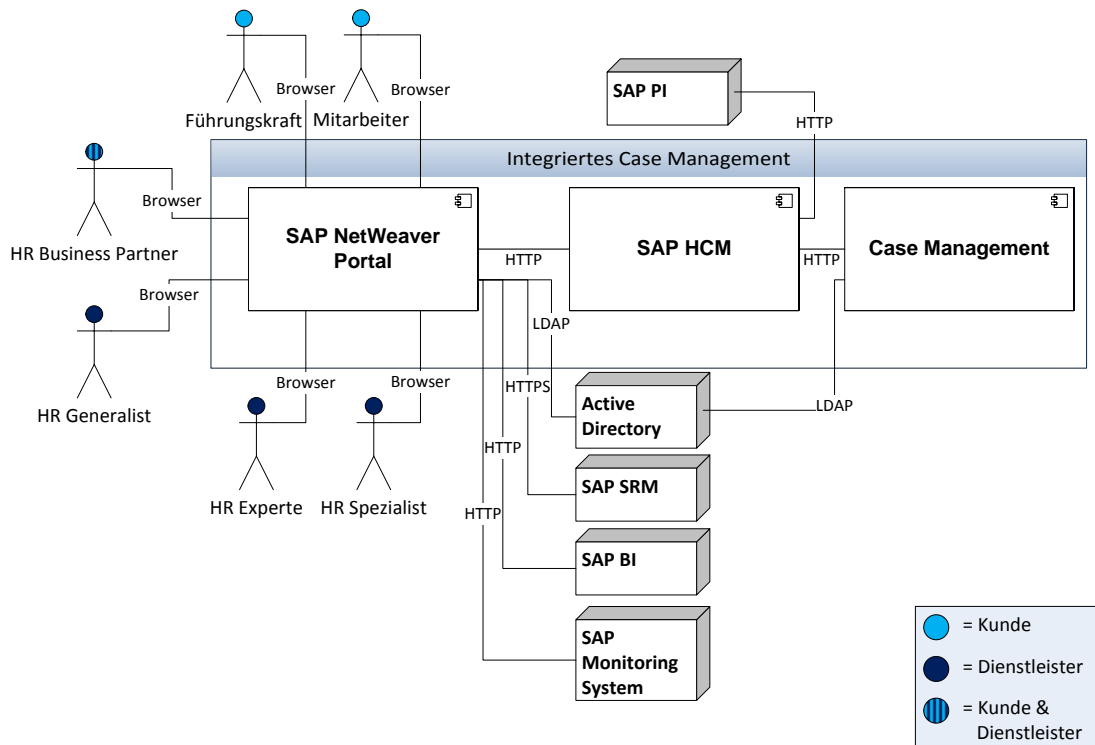 Browser
Browser
Führungskraft
Mitarbeiter
SAP PI
HTTP
Integriertes Case Management
Browser
HR Business Partner
SAP NetWeaver
Portal
HTTP
SAP HCM
HTTP
Case Management
Browser
HR Generalist
LDAP
Browser
Browser
HTTPS
HR Experte
HR Spezialist
HTTP
HTTP
Active
Directory
LDAP
SAP SRM
SAP BI
SAP
Monitoring
System
= Kunde
= Dienstleister
= Kunde &
Dienstleister